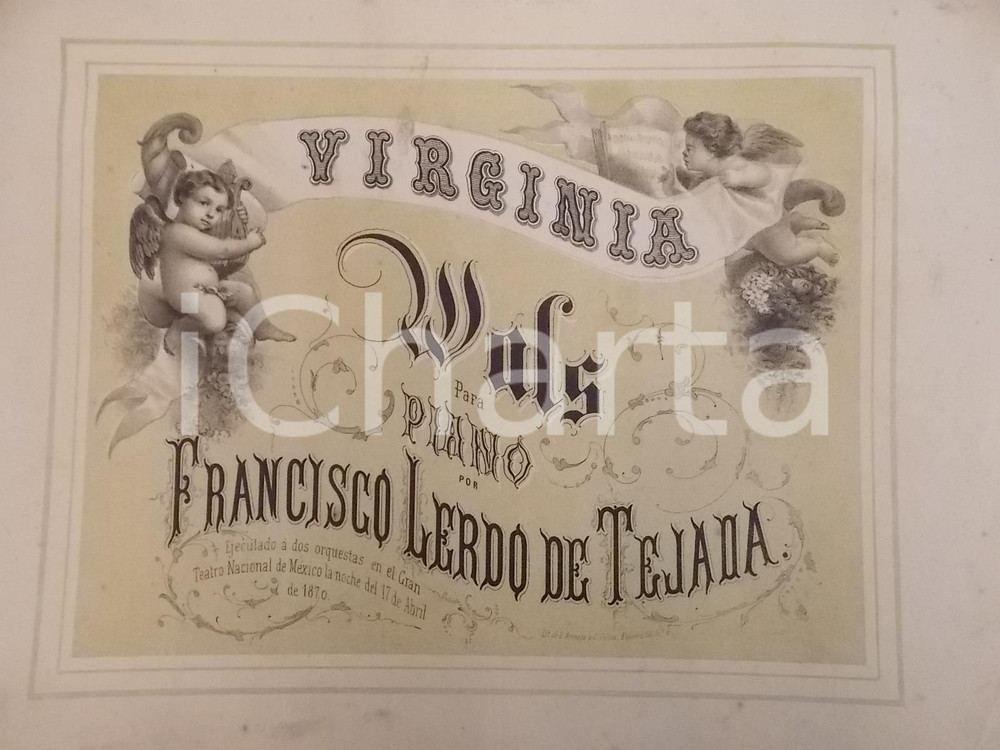 VIRGINIA
Wals
Para
PIANO
POR
FRANCISCO LERDO DE TEJADA.
Ejecutado á dos orquestas en el Gran
Teatro Nacional de México la noche del 17 de Abril
de 1870.
iCharta